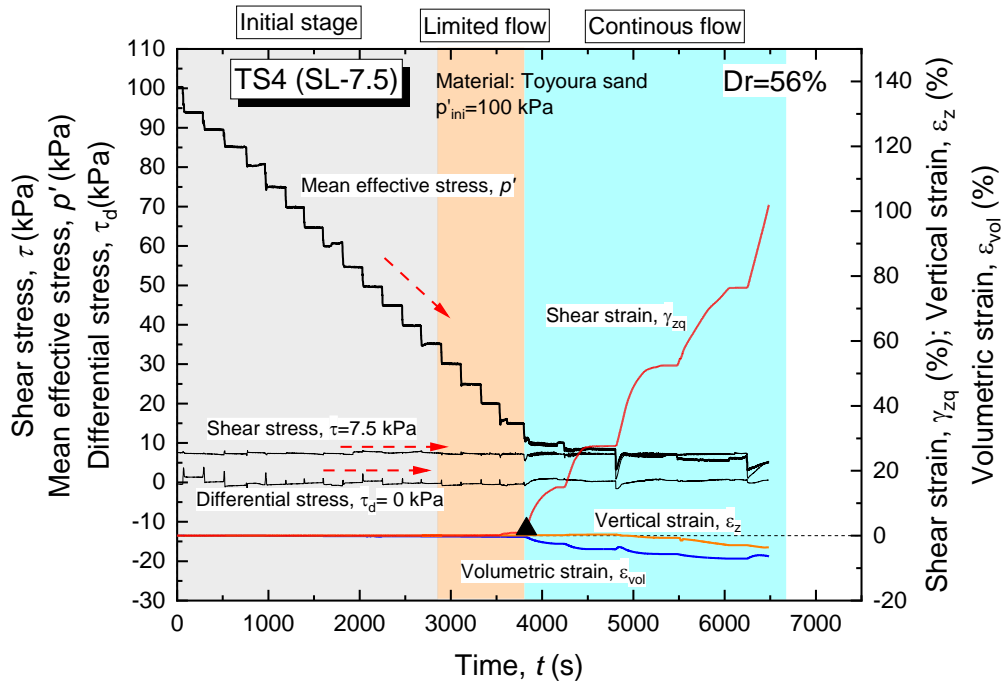 Initial stage
Limited flow
Continous flow
TS4 (SL-7.5)
Material: Toyoura sand
p'ini=100 kPa
Dr=56%
Mean effective stress, p'
Shear strain, γzq
Shear stress, τ=7.5 kPa
Differential stress, τd= 0 kPa
Vertical strain, εz
Volumetric strain, εvol
Shear stress, τ (kPa)
Mean effective stress, p' (kPa)
Differential stress, τd(kPa)
110
100
90
80
70
60
50
40
30
20
10
0
-10
-20
-30
140
120
100
80
60
40
20
0
-20
Shear strain, γzq (%); Vertical strain, εz (%)
Volumetric strain, εvol (%)
0 1000 2000 3000 4000 5000 6000 7000
Time, t (s)